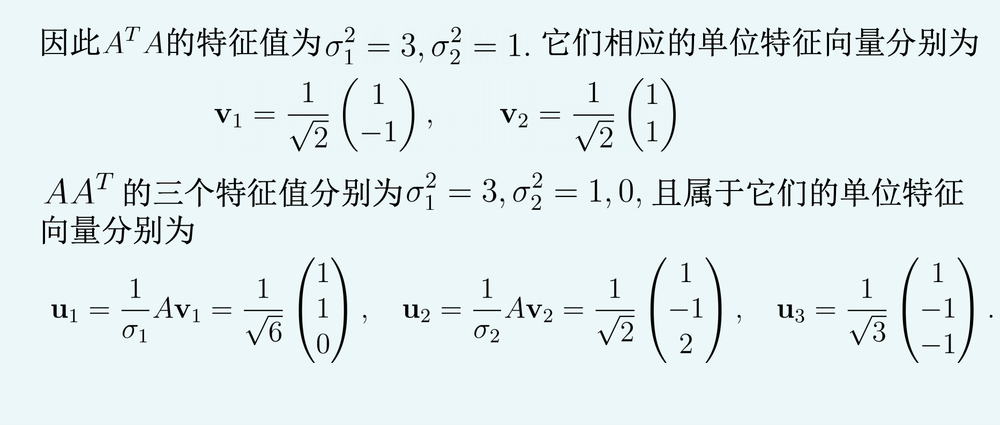 因此$A^T A$的特征值为$\sigma_1^2 = 3, \sigma_2^2 = 1.$ 它们相应的单位特征向量分别为
$\mathbf{v}_1 = \frac{1}{\sqrt{2}} \begin{pmatrix} 1 \\ -1 \end{pmatrix}, \quad \mathbf{v}_2 = \frac{1}{\sqrt{2}} \begin{pmatrix} 1 \\ 1 \end{pmatrix}$
$AA^T$ 的三个特征值分别为$\sigma_1^2 = 3, \sigma_2^2 = 1, 0,$ 且属于它们的单位特征
向量分别为
$\mathbf{u}_1 = \frac{1}{\sigma_1} A\mathbf{v}_1 = \frac{1}{\sqrt{6}} \begin{pmatrix} 1 \\ 1 \\ 0 \end{pmatrix}, \quad \mathbf{u}_2 = \frac{1}{\sigma_2} A\mathbf{v}_2 = \frac{1}{\sqrt{2}} \begin{pmatrix} 1 \\ -1 \\ 2 \end{pmatrix}, \quad \mathbf{u}_3 = \frac{1}{\sqrt{3}} \begin{pmatrix} 1 \\ -1 \\ -1 \end{pmatrix}.$